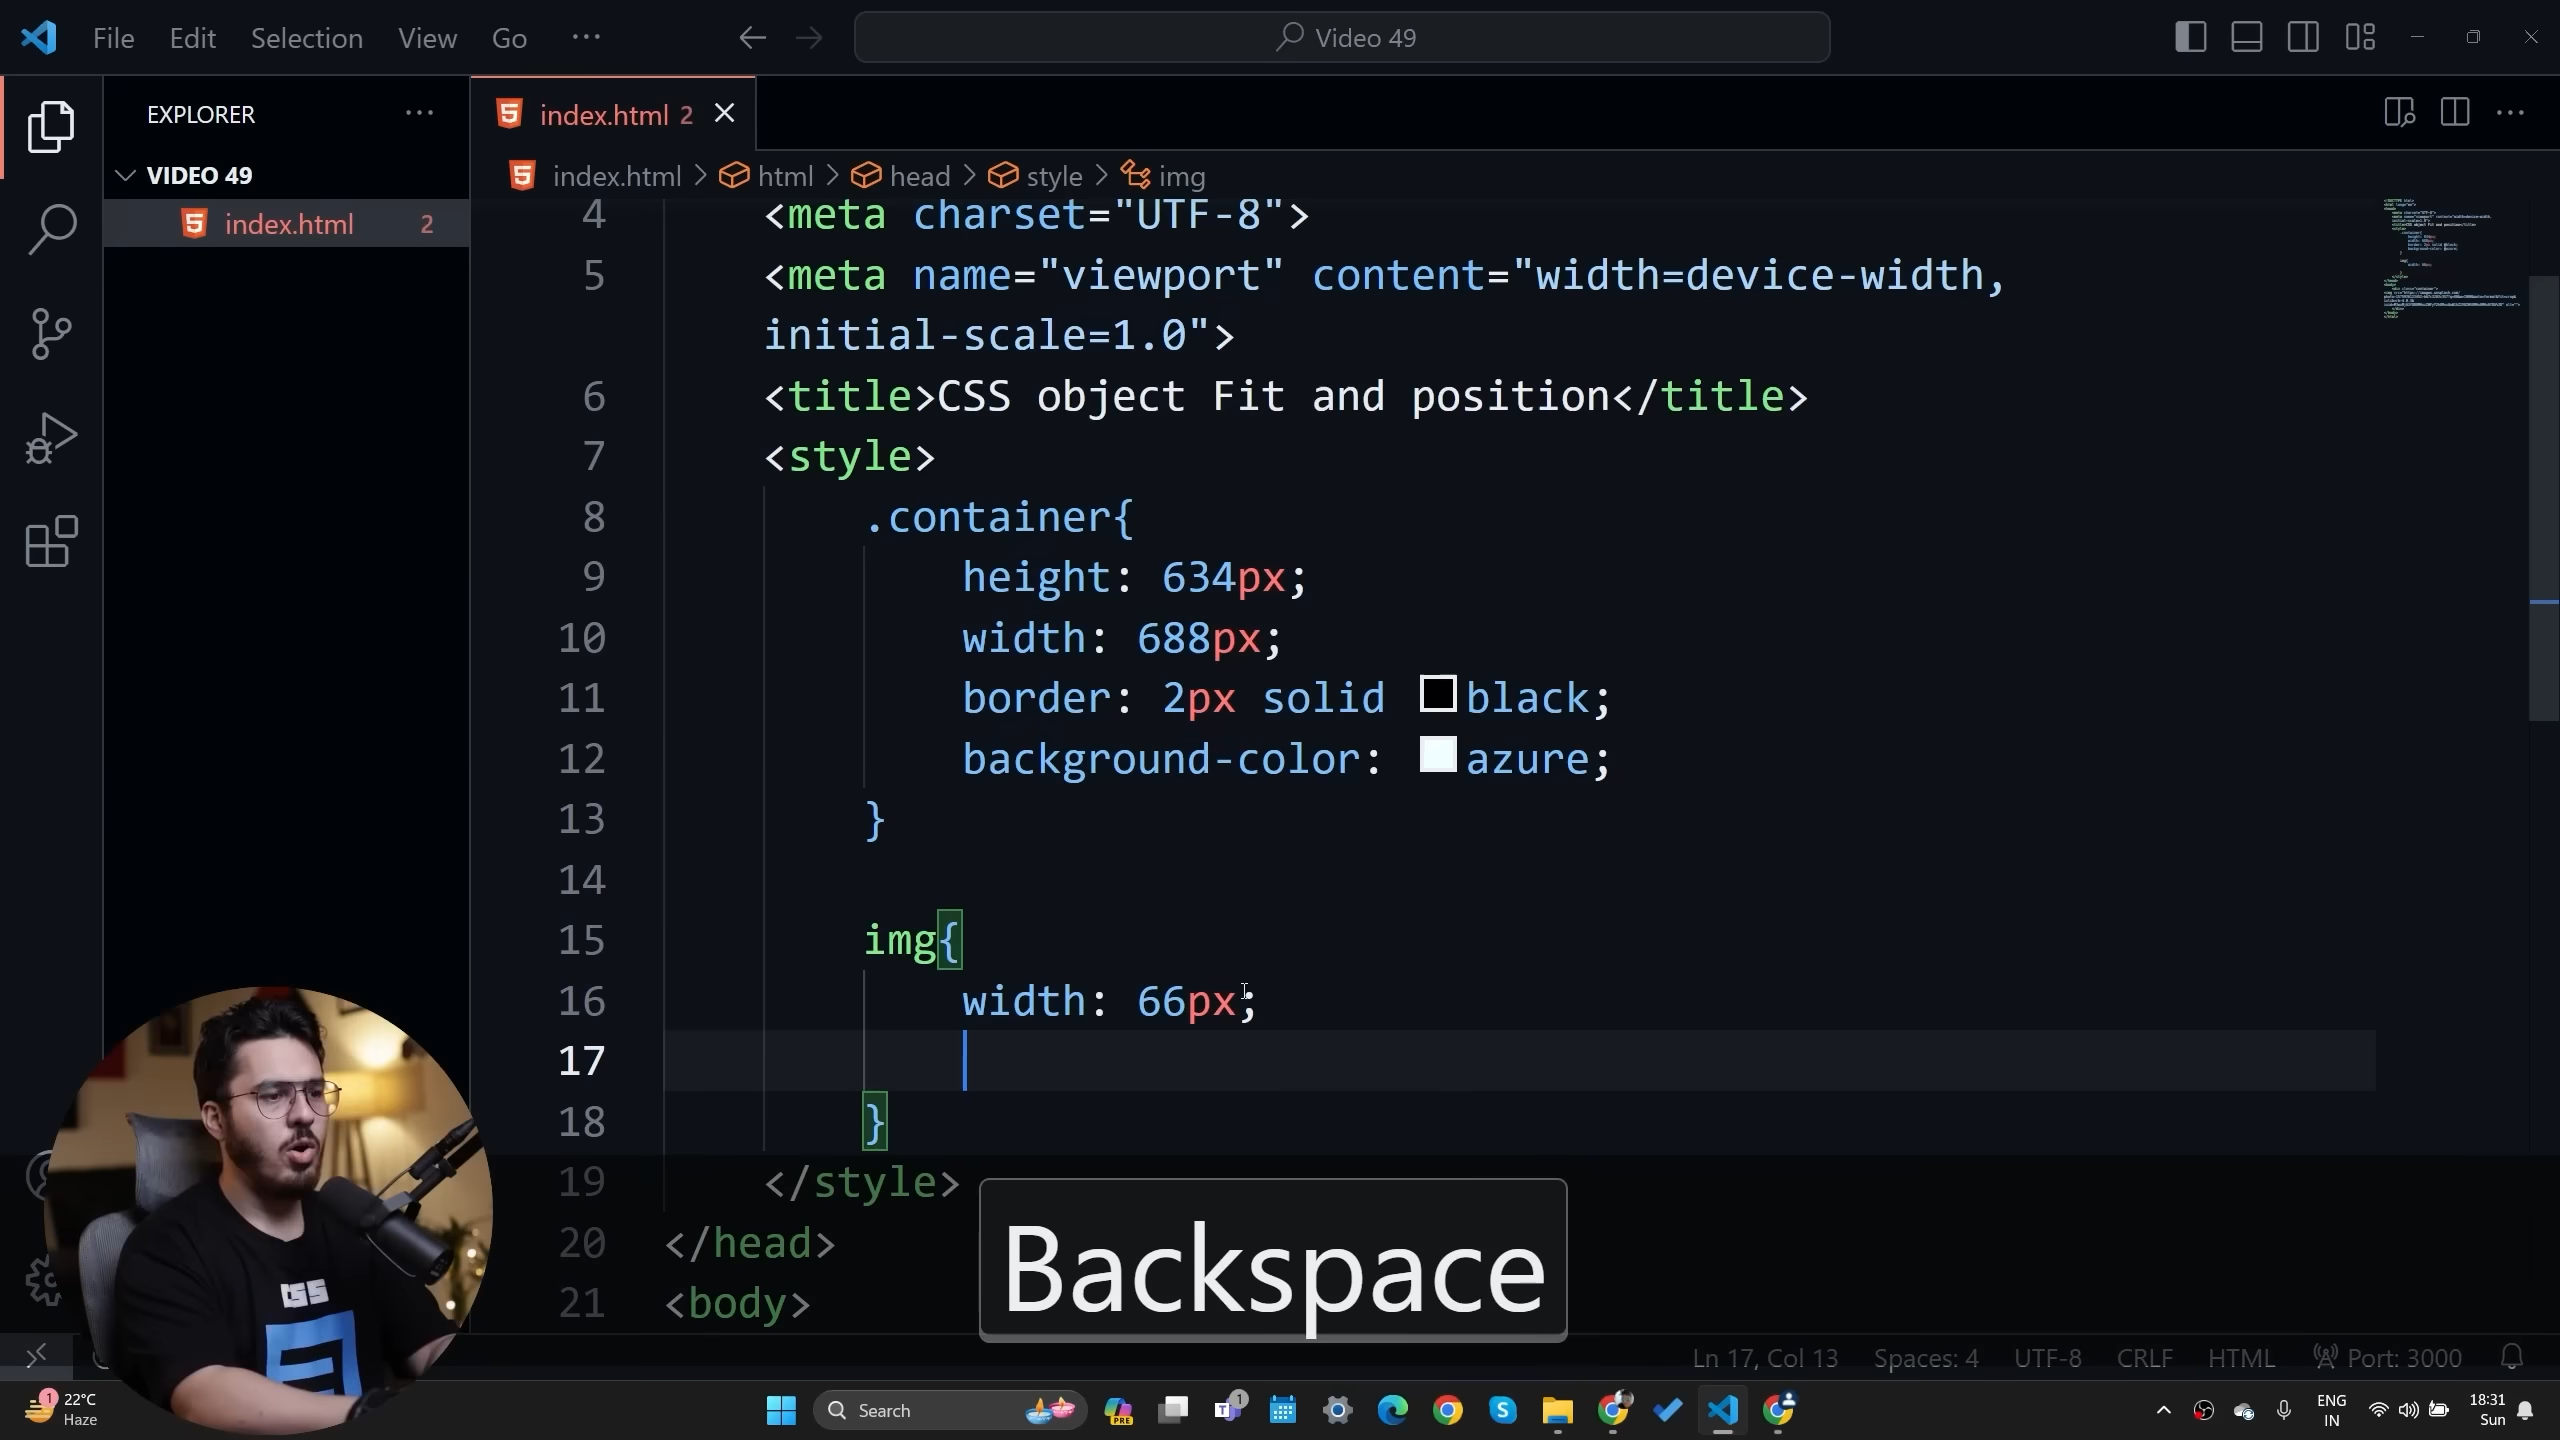 File Edit Selection View Go ··· Video 49
EXPLORER ···
index.html 2
VIDEO 49
index.html 2
index.html > html > head > style > img
4 <meta charset="UTF-8">
5 <meta name="viewport" content="width=device-width,
initial-scale=1.0">
6 <title>CSS object Fit and position</title>
7 <style>
8 .container{
9 height: 634px;
10 width: 688px;
11 border: 2px solid black;
12 background-color: azure;
13 }
14
15 img{
16 width: 66px;
17
18 }
19 </style>
20 </head>
21 <body>
Backspace
CSS
Ln 17, Col 13 Spaces: 4 UTF-8 CRLF HTML Port: 3000
1 22°C
Haze
Search
PRE
1
ENG
IN
18:31
Sun